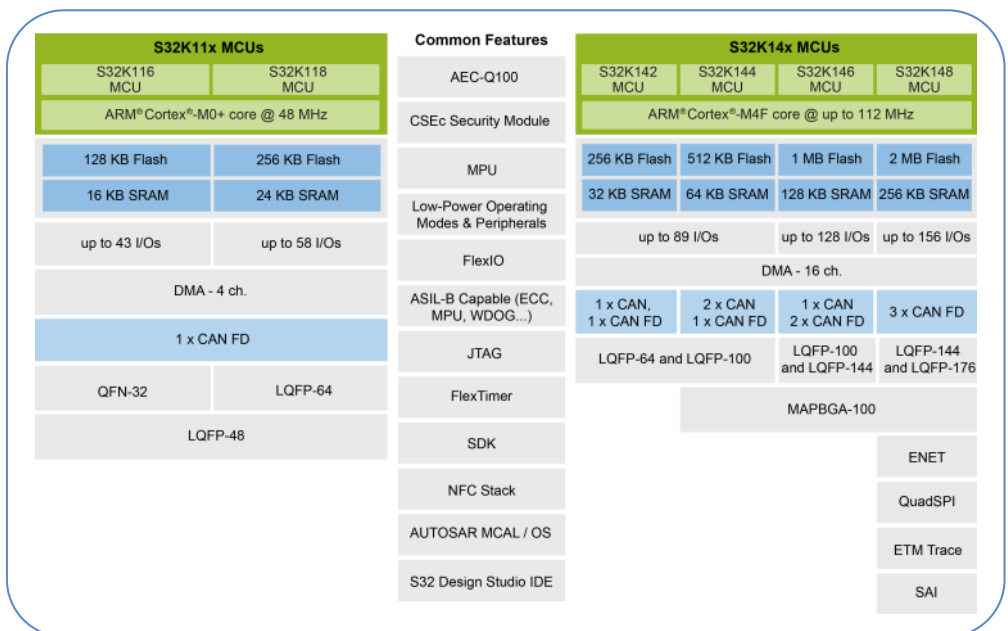 S32K11x MCUs
S32K116
MCU
S32K118
MCU
ARM®Cortex®-M0+ core @ 48 MHz
128 KB Flash
256 KB Flash
16 KB SRAM
24 KB SRAM
up to 43 I/Os
up to 58 I/Os
DMA - 4 ch.
1 x CAN FD
QFN-32
LQFP-64
LQFP-48
Common Features
AEC-Q100
CSEc Security Module
MPU
Low-Power Operating
Modes & Peripherals
FlexIO
ASIL-B Capable (ECC,
MPU, WDOG...)
JTAG
FlexTimer
SDK
NFC Stack
AUTOSAR MCAL / OS
S32 Design Studio IDE
S32K14x MCUs
S32K142
MCU
S32K144
MCU
S32K146
MCU
S32K148
MCU
ARM®Cortex®-M4F core @ up to 112 MHz
256 KB Flash
512 KB Flash
1 MB Flash
2 MB Flash
32 KB SRAM
64 KB SRAM
128 KB SRAM
256 KB SRAM
up to 89 I/Os
up to 128 I/Os
up to 156 I/Os
DMA - 16 ch.
1 x CAN,
1 x CAN FD
2 x CAN
1 x CAN FD
1 x CAN
2 x CAN FD
3 x CAN FD
LQFP-64 and LQFP-100
LQFP-100
and LQFP-144
LQFP-144
and LQFP-176
MAPBGA-100
ENET
QuadSPI
ETM Trace
SAI